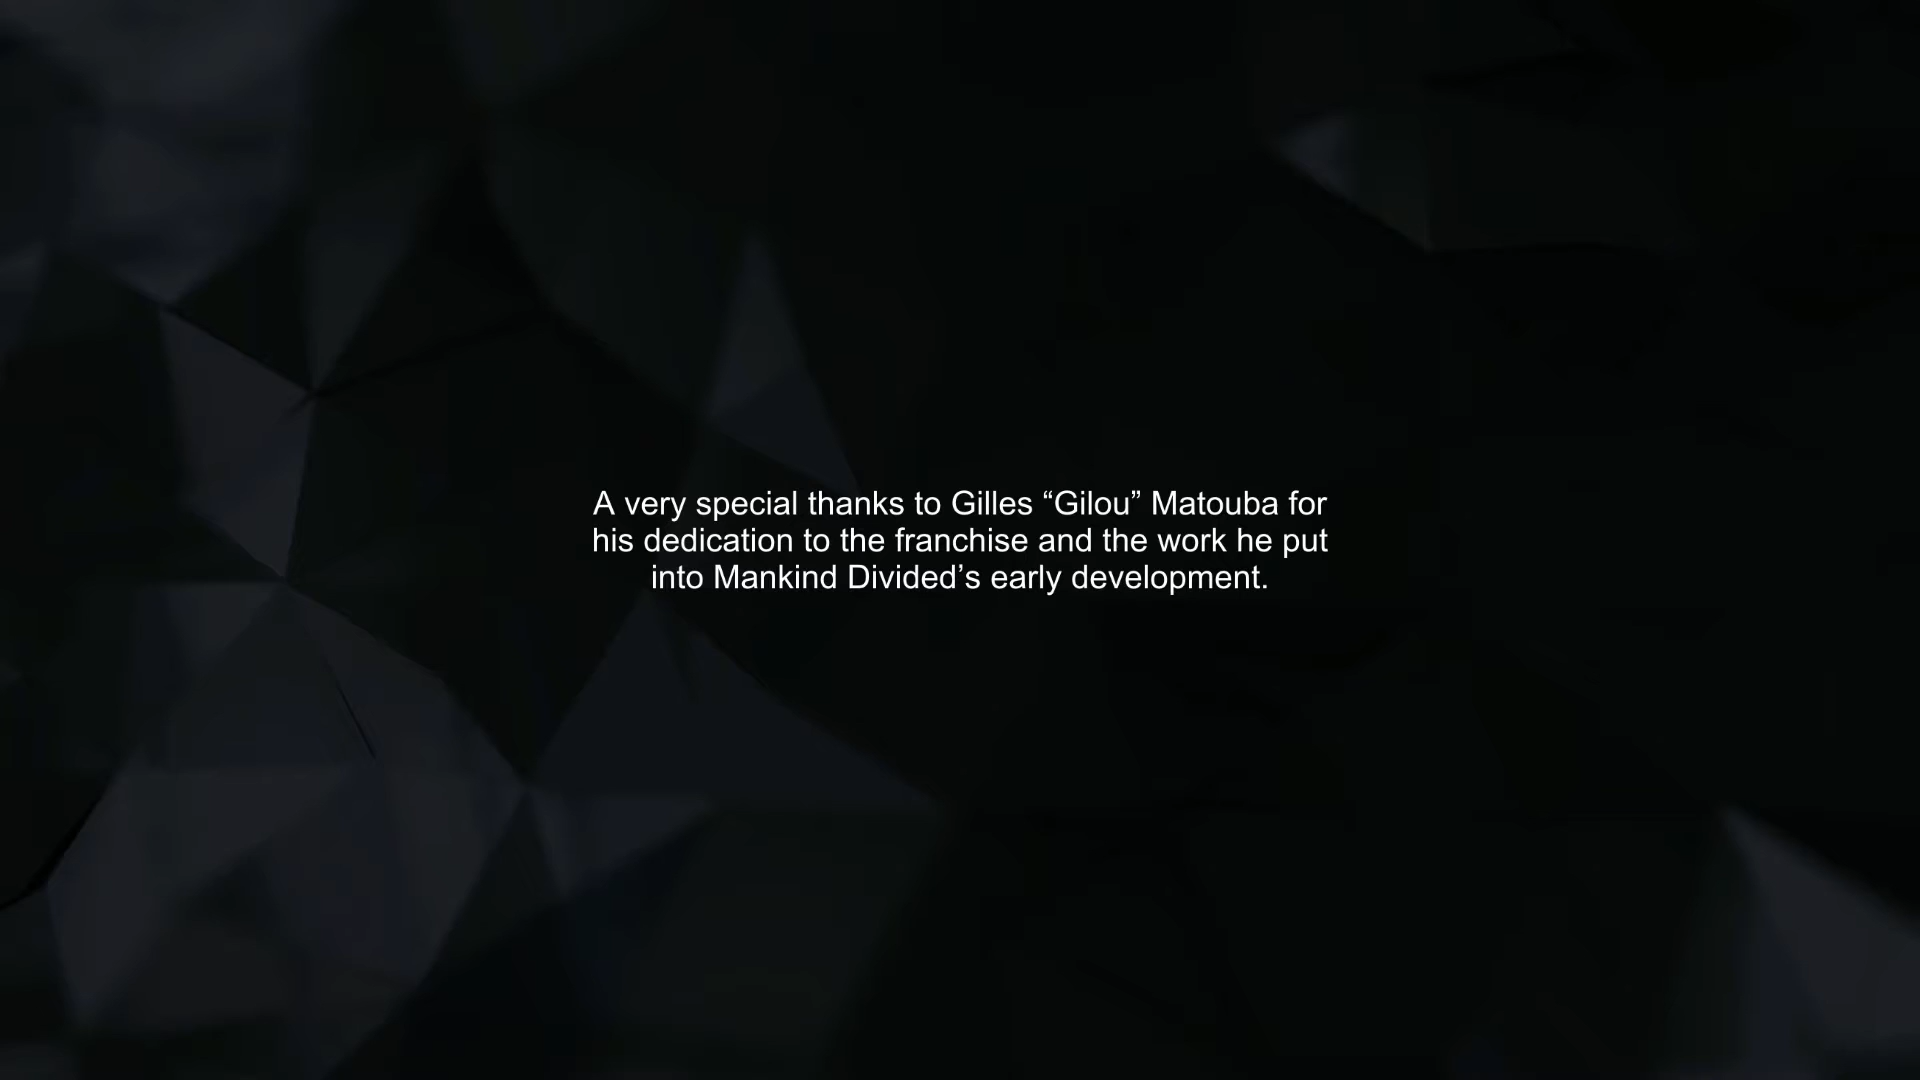 A very special thanks to Gilles “Gilou” Matouba for
his dedication to the franchise and the work he put
into Mankind Divided’s early development.